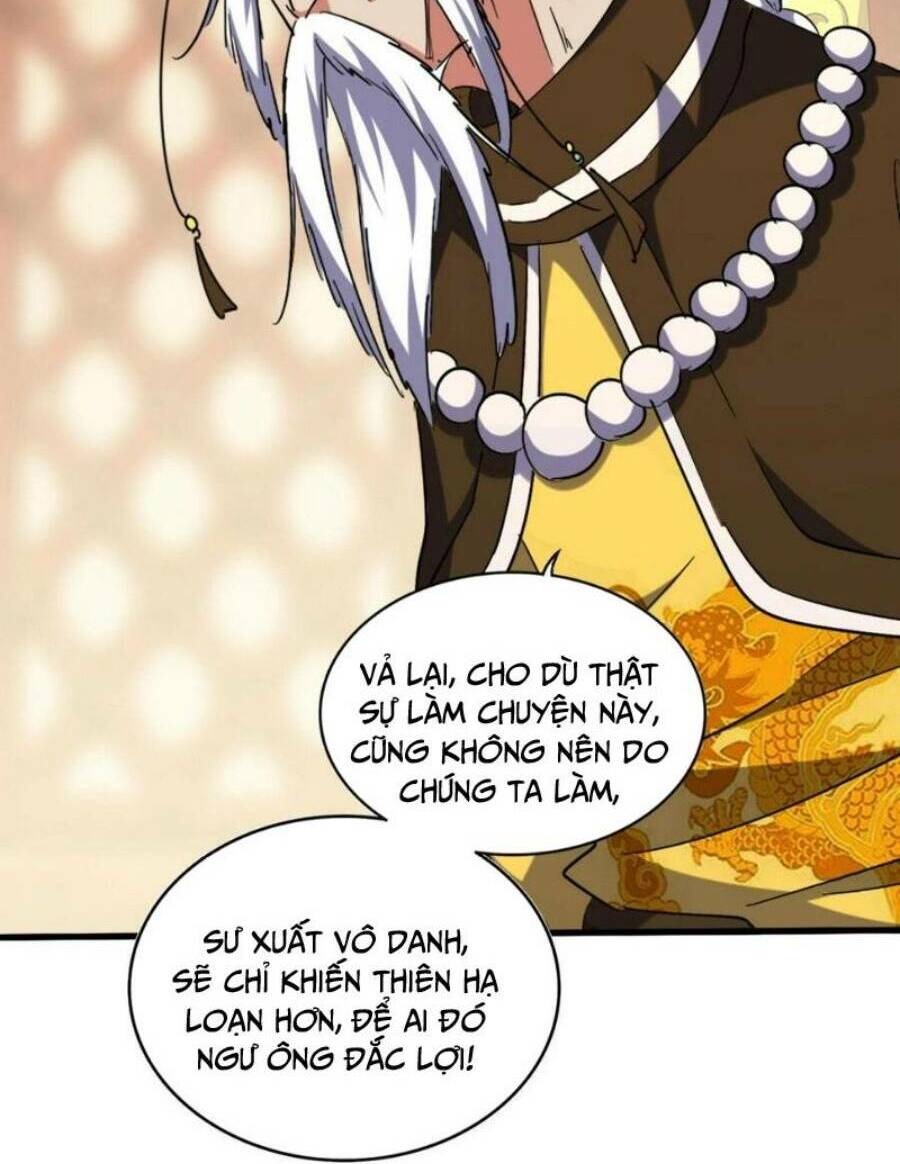 VẢ LẠI, CHO DÙ THẬT
SỰ LÀM CHUYỆN NÀY,
CŨNG KHÔNG NÊN DO
CHÚNG TA LÀM,
SƯ XUẤT VÔ DANH,
SẼ CHỈ KHIẾN THIÊN HẠ
LOẠN HƠN, ĐỂ AI ĐÓ
NGƯ ÔNG ĐẮC LỢI!